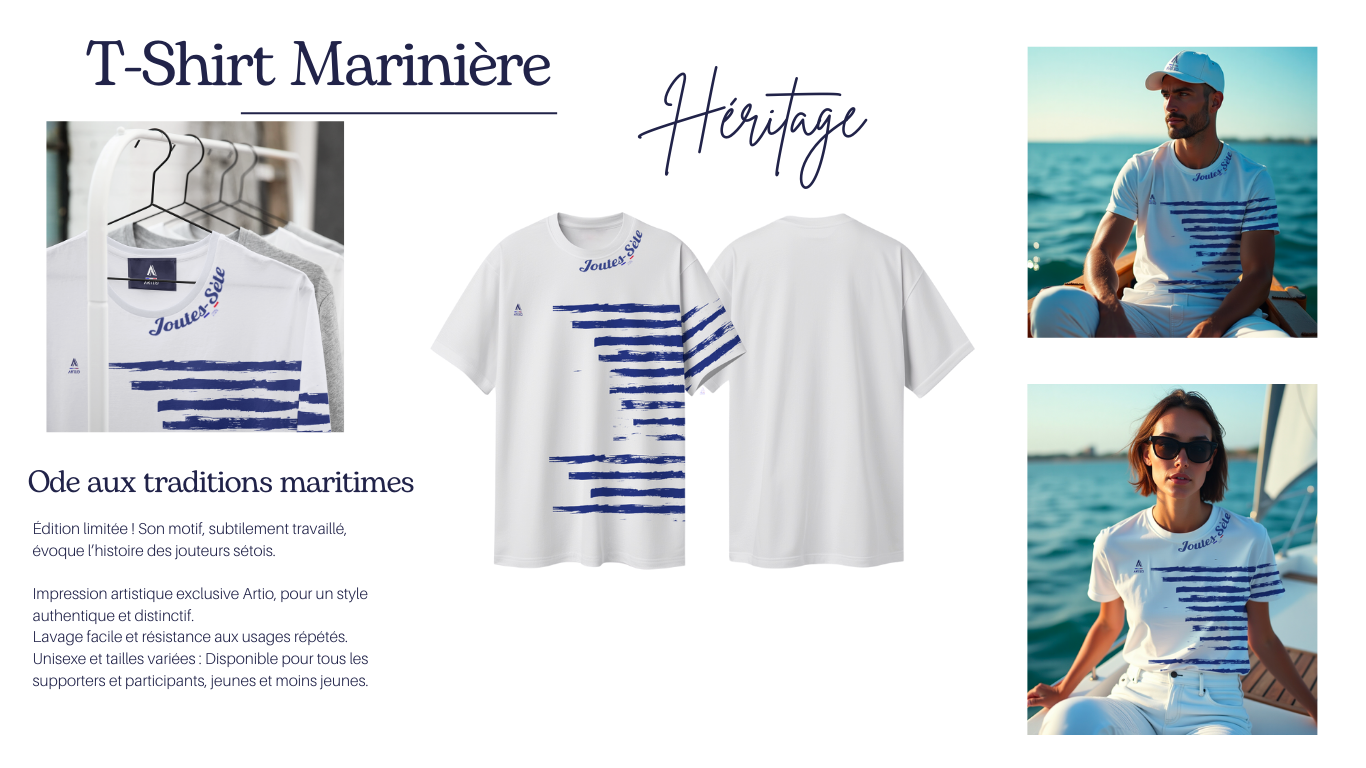 T-Shirt Marinière
Héritage
ARTIO
Joutes Sète
ARTIO
Joutes Sète
Joutes Sète
Joutes Sète
Ode aux traditions maritimes
Édition limitée ! Son motif, subtilement travaillé,
évoque l’histoire des jouteurs sétois.
Impression artistique exclusive Artio, pour un style
authentique et distinctif.
Lavage facile et résistance aux usages répétés.
Unisexe et tailles variées : Disponible pour tous les
supporters et participants, jeunes et moins jeunes.